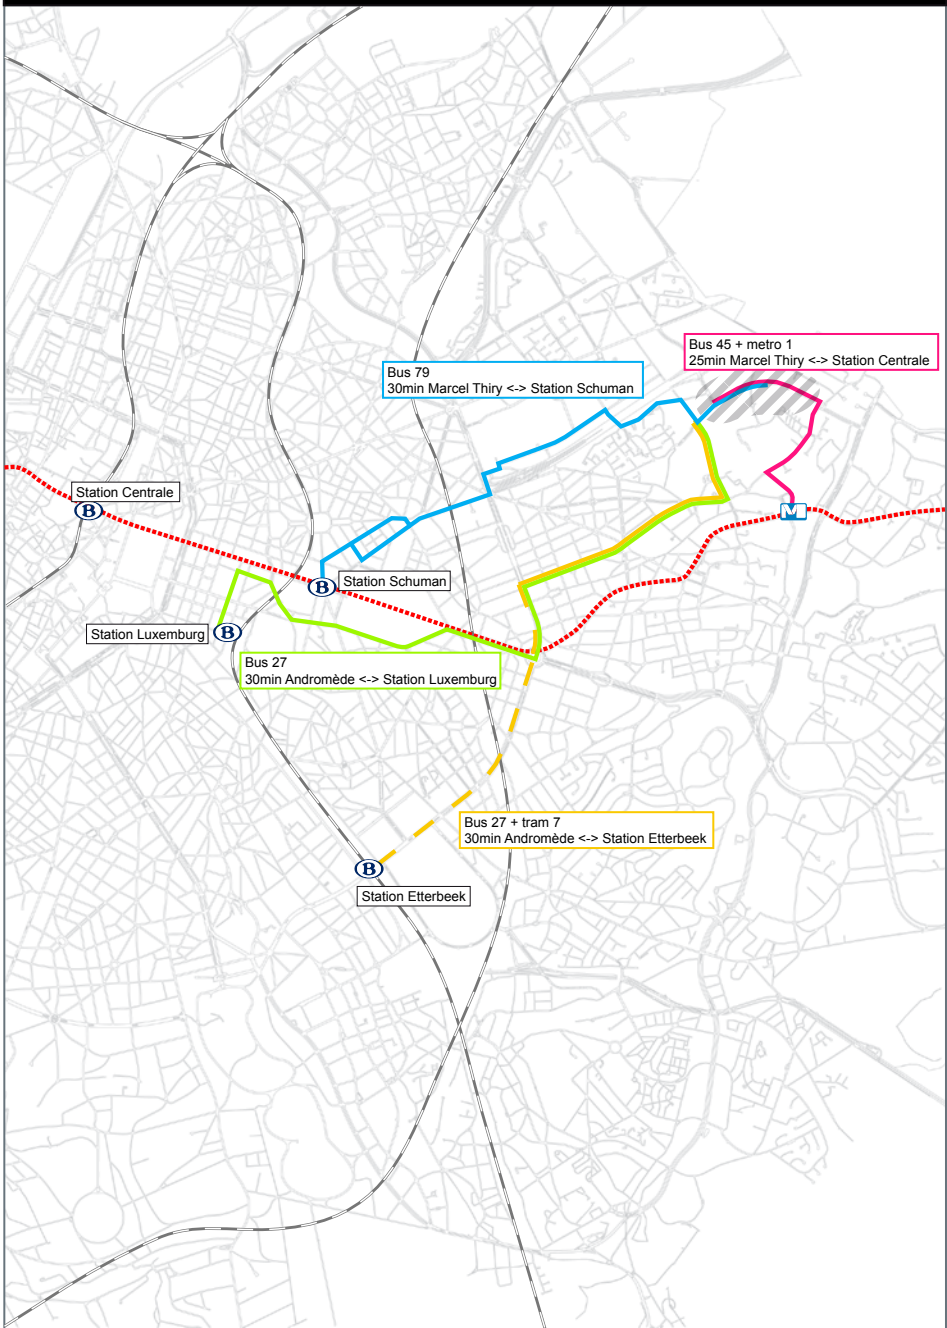 Bus 45 + metro 1
25min Marcel Thiry <-> Station Centrale
Bus 79
30min Marcel Thiry <-> Station Schuman
Station Centrale
B
M
Station Schuman
B
Station Luxemburg
B
Bus 27
30min Andromède <-> Station Luxemburg
Bus 27 + tram 7
30min Andromède <-> Station Etterbeek
B
Station Etterbeek